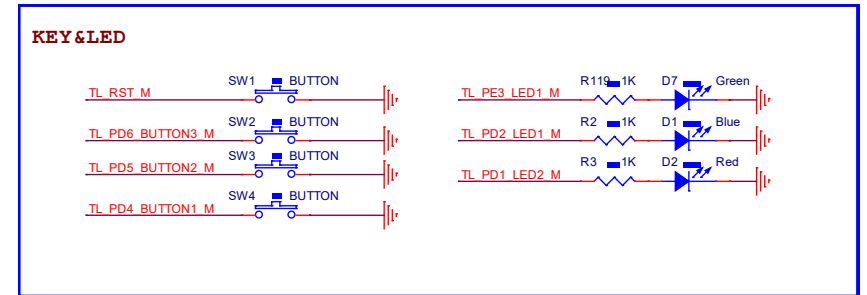 KEY&LED
SW1 BUTTON
TL_RST_M
SW2 BUTTON
TL_PD6_BUTTON3_M
SW3 BUTTON
TL_PD5_BUTTON2_M
SW4 BUTTON
TL_PD4_BUTTON1_M
R119 1K D7 Green
TL_PE3_LED1_M
R2 1K D1 Blue
TL_PD2_LED1_M
R3 1K D2 Red
TL_PD1_LED2_M